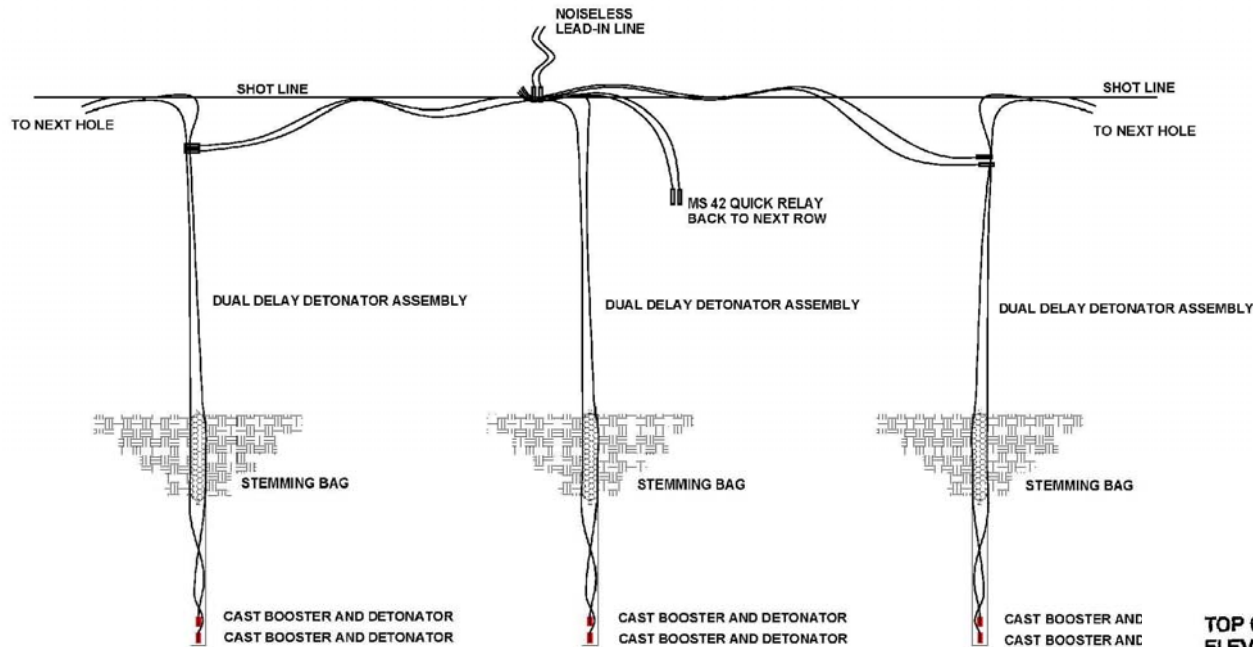 NOISELESS
LEAD-IN LINE
SHOT LINE
SHOT LINE
TO NEXT HOLE
TO NEXT HOLE
MS 42 QUICK RELAY
BACK TO NEXT ROW
DUAL DELAY DETONATOR ASSEMBLY
DUAL DELAY DETONATOR ASSEMBLY
DUAL DELAY DETONATOR ASSEMBLY
STEMMING BAG
STEMMING BAG
STEMMING BAG
CAST BOOSTER AND DETONATOR
CAST BOOSTER AND DETONATOR
CAST BOOSTER AND DETONATOR
CAST BOOSTER AND DETONATOR
CAST BOOSTER AND
CAST BOOSTER AND
TOP